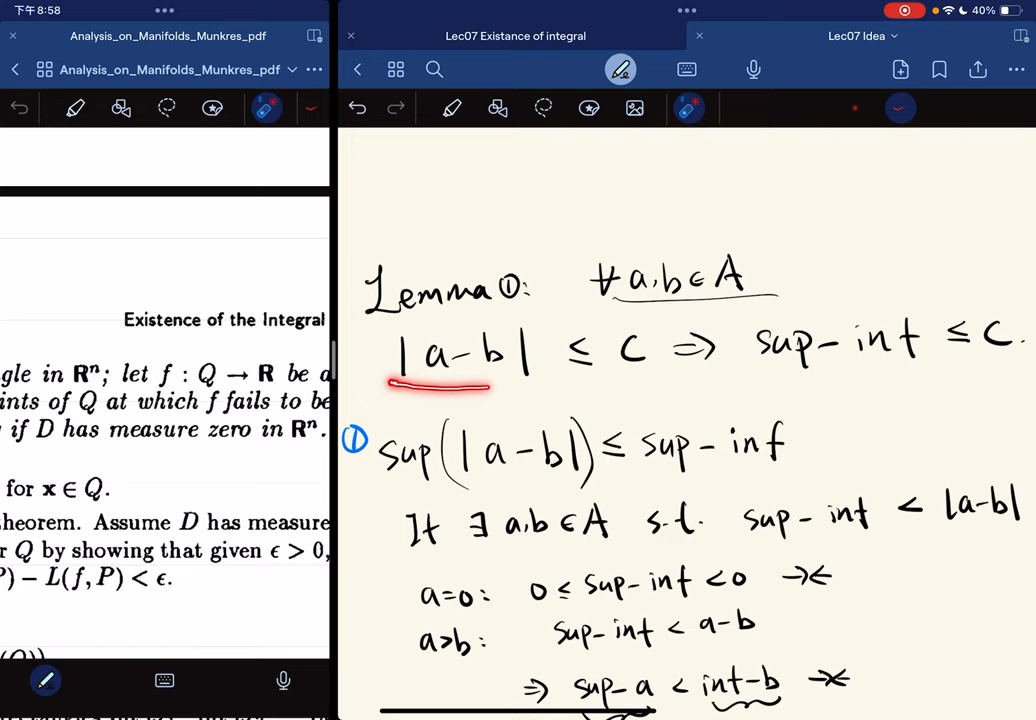 下午8:58
40%
Analysis_on_Manifolds_Munkres_pdf
Analysis_on_Manifolds_Munkres_pdf
Existence of the Integral
gle in Rⁿ; let f : Q → R be a
ints of Q at which f fails to be
if D has measure zero in Rⁿ.
for x ∈ Q.
heorem. Assume D has measure
r Q by showing that given ϵ > 0,
P) − L(f, P) < ϵ.
Lec07 Existance of integral
Lec07 Idea
Lemma ①: ∀ a,b ∈ A
|a-b| ≤ C ⇒ sup-inf ≤ C.
① sup(|a-b|) ≤ sup-inf
If ∃ a,b ∈ A s.t. sup-inf < |a-b|
a=0: 0 ≤ sup-inf < 0 →←
a>b: sup-inf < a-b
⇒ sup-a < inf-b →←